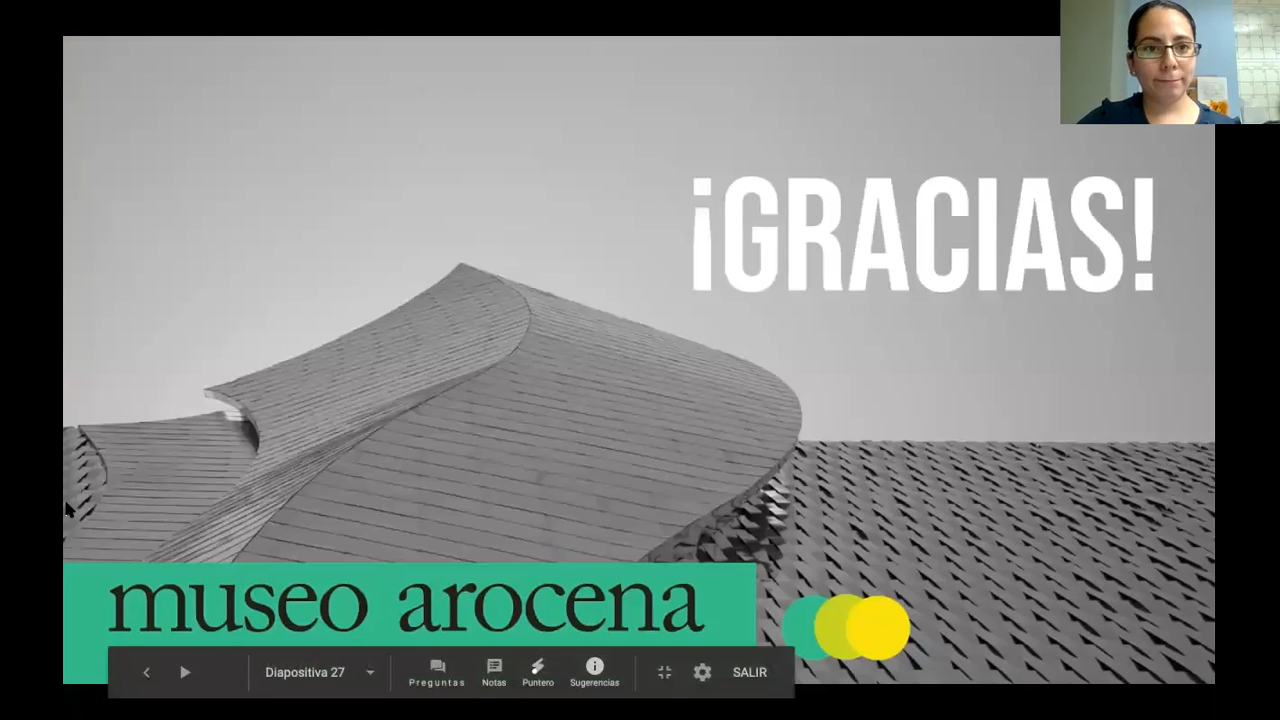 ¡GRACIAS!
museo arocena
Diapositiva 27
Preguntas
Notas
Puntero
Sugerencias
SALIR